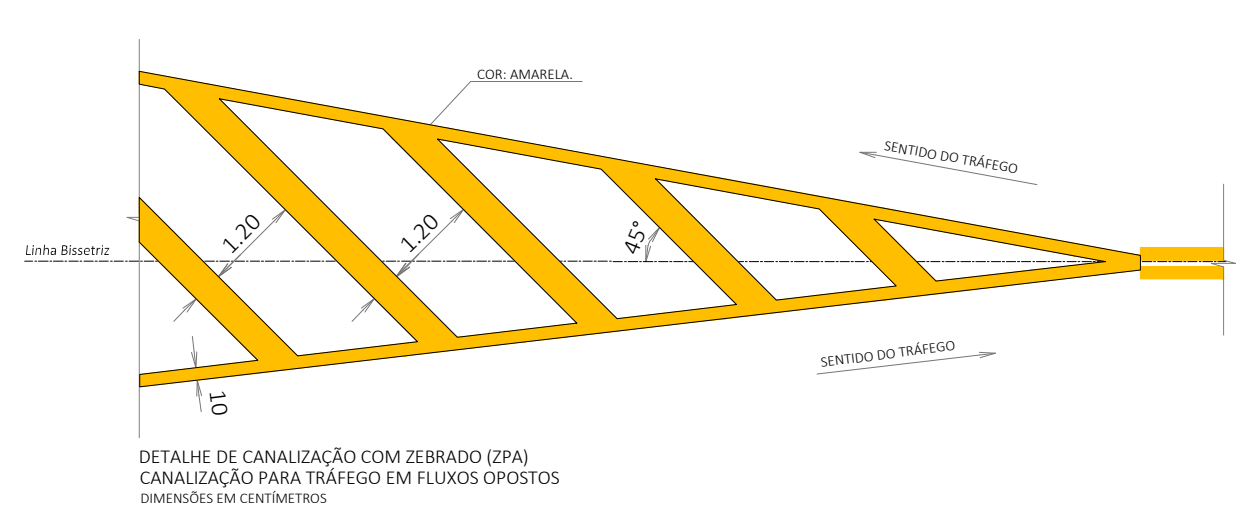 COR: AMARELA.
SENTIDO DO TRÁFEGO
1.20
1.20
45°
Linha Bissetriz
SENTIDO DO TRÁFEGO
10
DETALHE DE CANALIZAÇÃO COM ZEBRADO (ZPA)
CANALIZAÇÃO PARA TRÁFEGO EM FLUXOS OPOSTOS
DIMENSÕES EM CENTÍMETROS